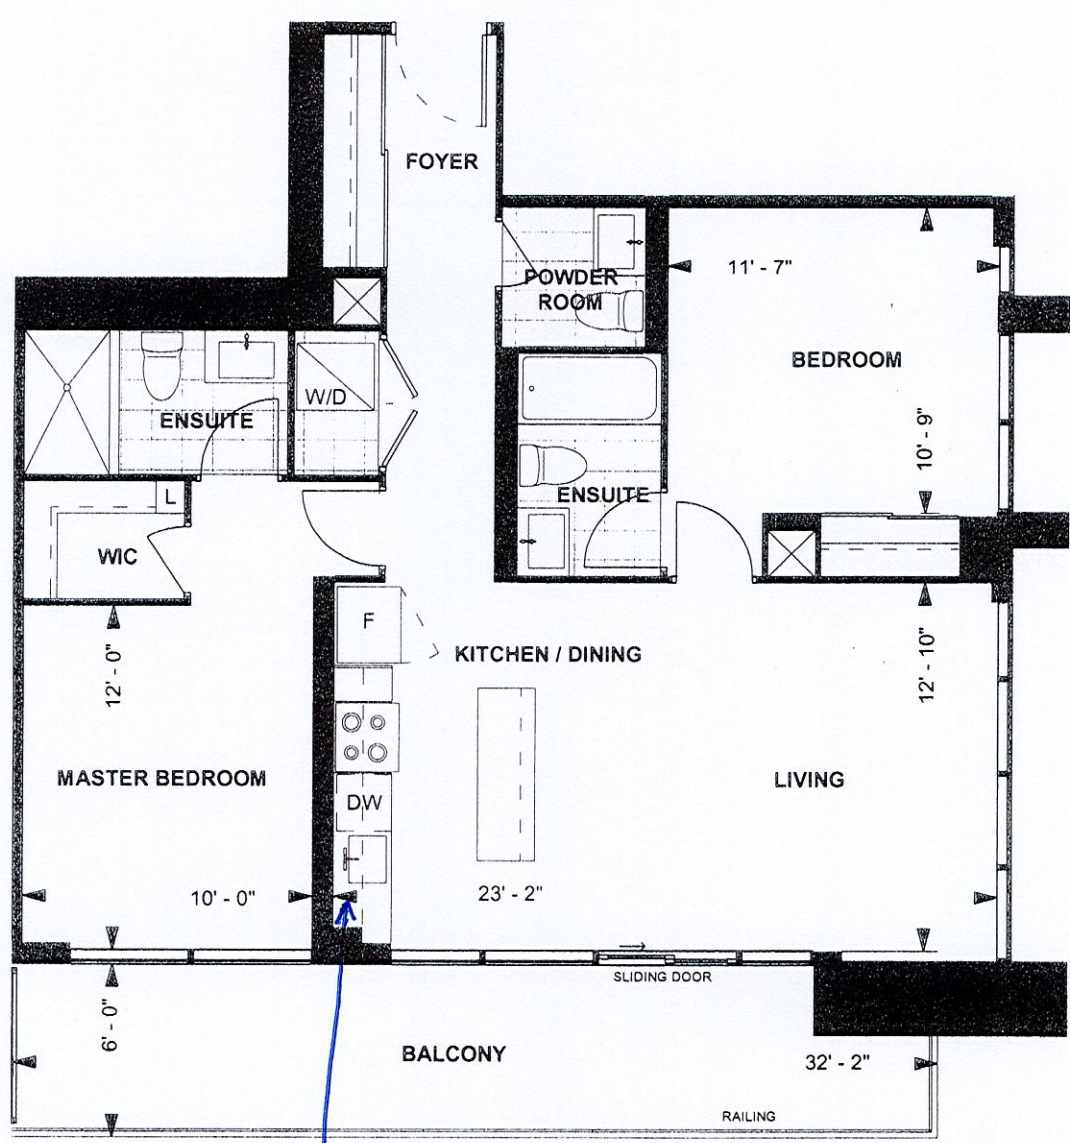 FOYER
POWDER
ROOM
11' - 7"
BEDROOM
10' - 9"
W/D
ENSUITE
ENSUITE
L
WIC
12' - 0"
F
KITCHEN / DINING
12' - 10"
MASTER BEDROOM
LIVING
DW
10' - 0"
23' - 2"
SLIDING DOOR
6' - 0"
BALCONY
32' - 2"
RAILING